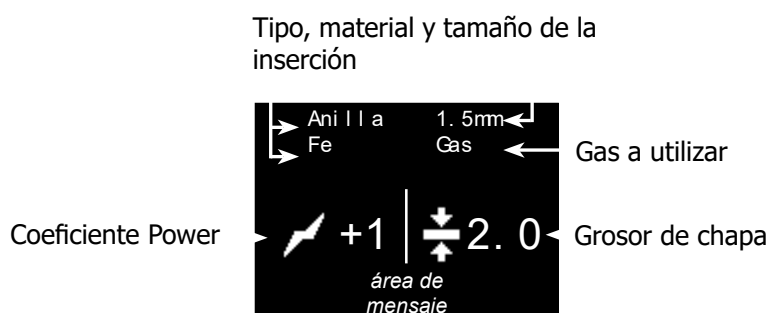 Tipo, material y tamaño de la
inserción
Anilla 1.5mm
Fe Gas
Gas a utilizar
Coeficiente Power
+1 2.0
Grosor de chapa
área de
mensaje